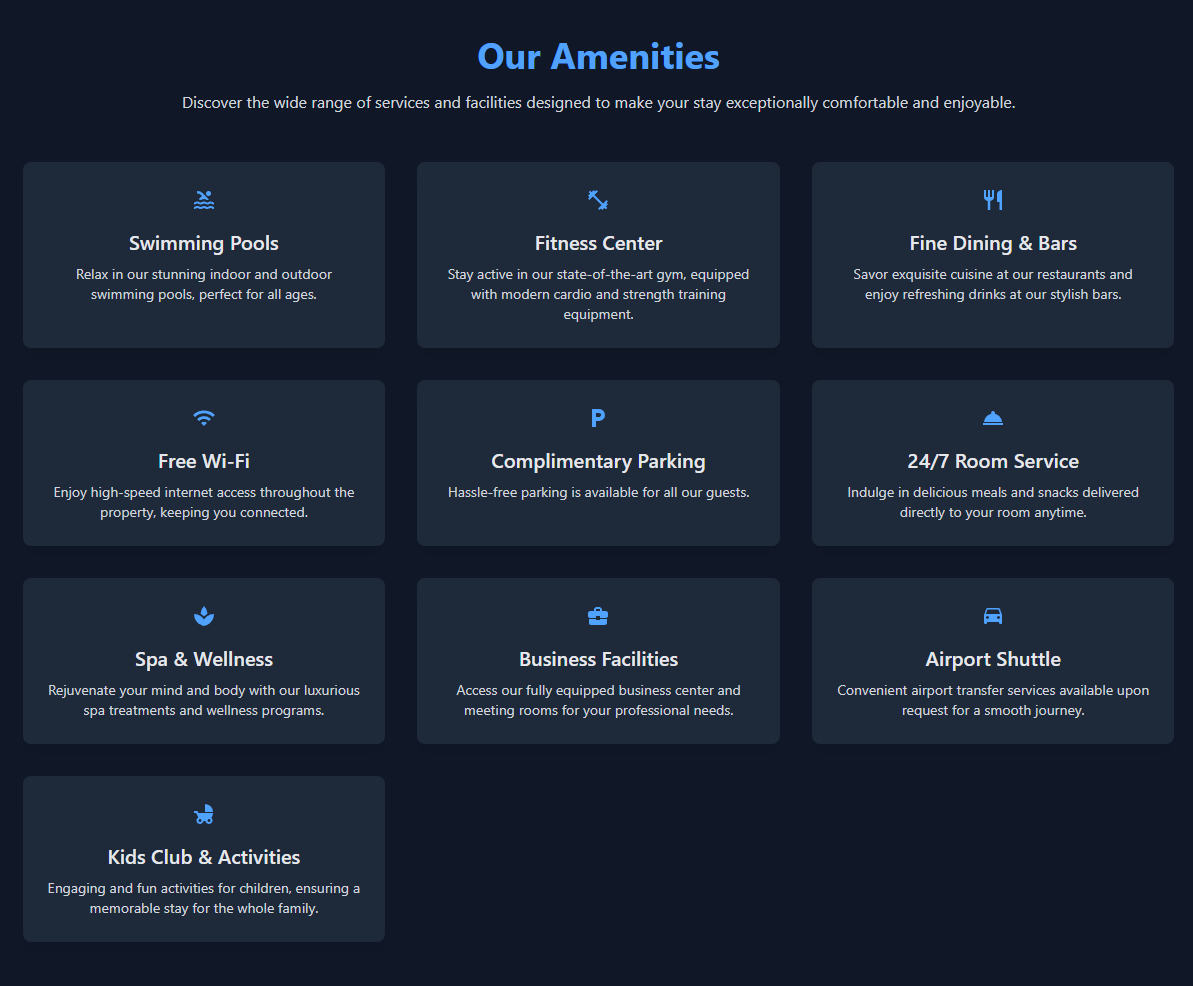 Our Amenities
Discover the wide range of services and facilities designed to make your stay exceptionally comfortable and enjoyable.
Swimming Pools
Relax in our stunning indoor and outdoor
swimming pools, perfect for all ages.
Fitness Center
Stay active in our state-of-the-art gym, equipped
with modern cardio and strength training
equipment.
Fine Dining & Bars
Savor exquisite cuisine at our restaurants and
enjoy refreshing drinks at our stylish bars.
Free Wi-Fi
Enjoy high-speed internet access throughout the
property, keeping you connected.
P
Complimentary Parking
Hassle-free parking is available for all our guests.
24/7 Room Service
Indulge in delicious meals and snacks delivered
directly to your room anytime.
Spa & Wellness
Rejuvenate your mind and body with our luxurious
spa treatments and wellness programs.
Business Facilities
Access our fully equipped business center and
meeting rooms for your professional needs.
Airport Shuttle
Convenient airport transfer services available upon
request for a smooth journey.
Kids Club & Activities
Engaging and fun activities for children, ensuring a
memorable stay for the whole family.